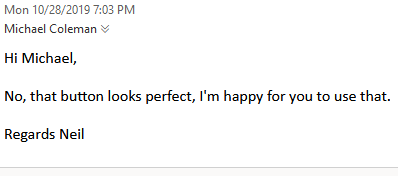 Mon 10/28/2019 7:03 PM
Michael Coleman
Hi Michael,
No, that button looks perfect, I'm happy for you to use that.
Regards Neil